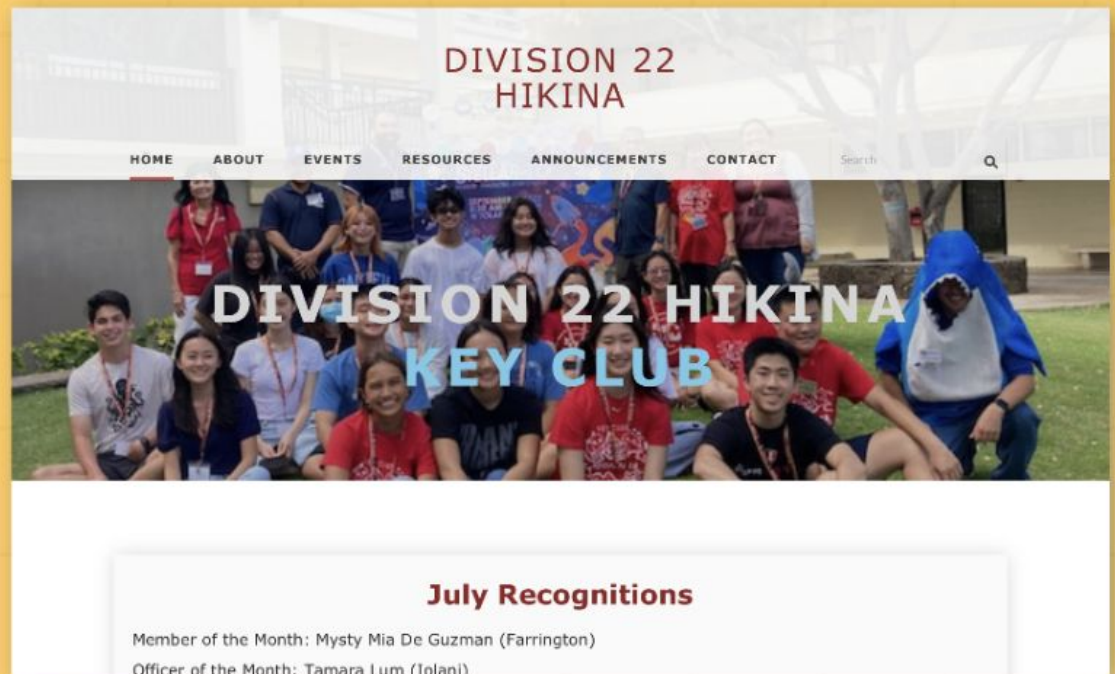 DIVISION 22
HIKINA
HOME ABOUT EVENTS RESOURCES ANNOUNCEMENTS CONTACT Search
SEPTEMBER
DIVISION 22 HIKINA
KEY CLUB
July Recognitions
Member of the Month: Mysty Mia De Guzman (Farrington)
Officer of the Month: Tamara Lum (Iolani)